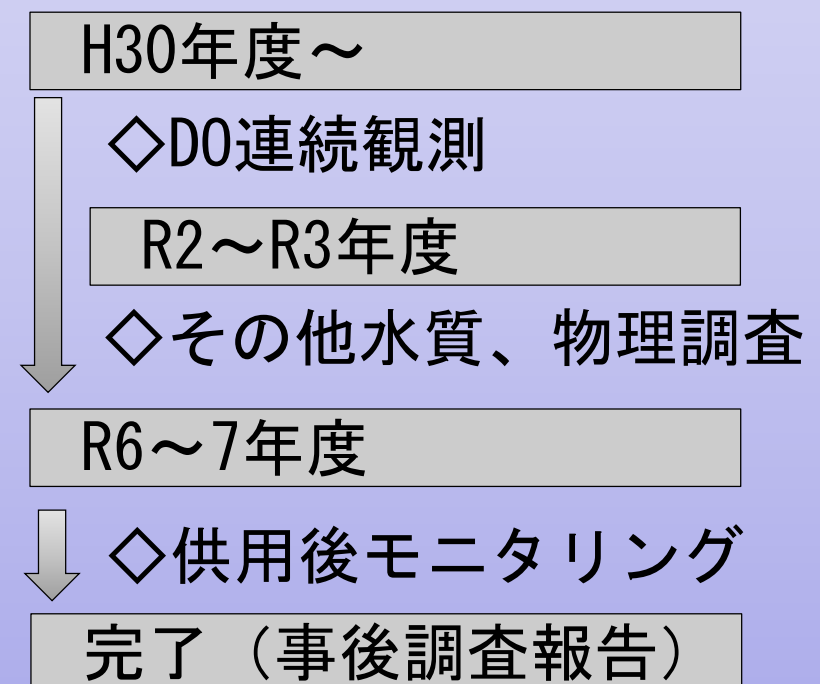 H30年度～
◇DO連続観測
R2～R3年度
◇その他水質、物理調査
R6～7年度
◇供用後モニタリング
完了（事後調査報告）